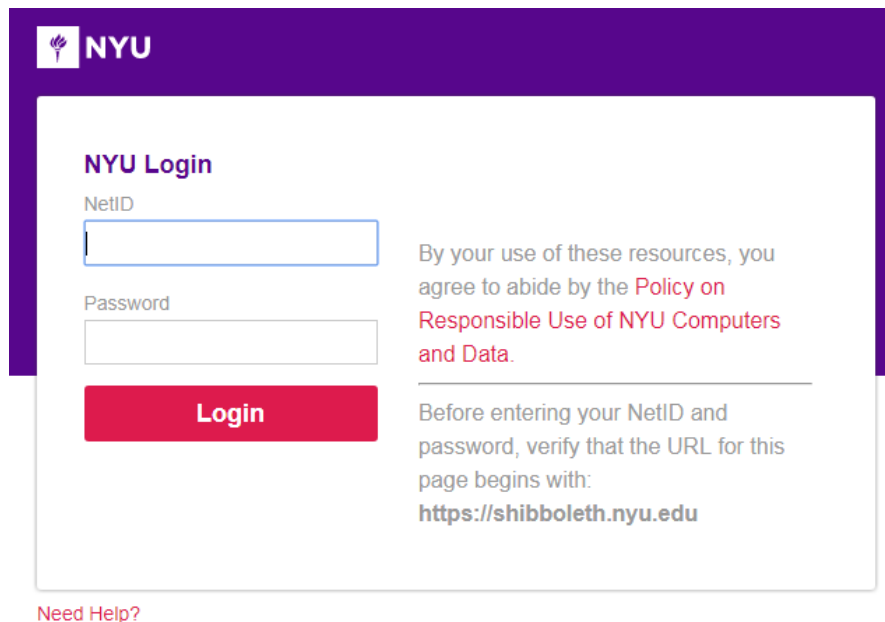 NYU
NYU Login
NetID
Password
Login
By your use of these resources, you
agree to abide by the Policy on
Responsible Use of NYU Computers
and Data.
Before entering your NetID and
password, verify that the URL for this
page begins with:
https://shibboleth.nyu.edu
Need Help?